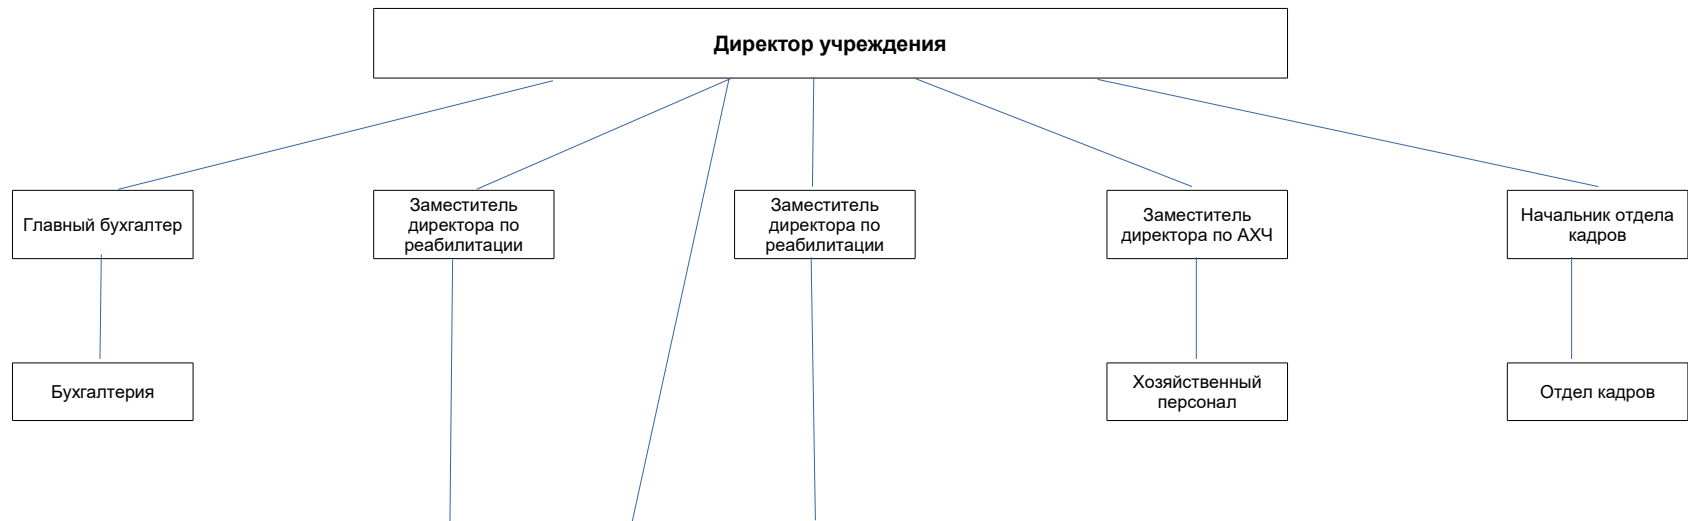 Директор учреждения
Главный бухгалтер
Заместитель
директора по
реабилитации
Заместитель
директора по
реабилитации
Заместитель
директора по АХЧ
Начальник отдела
кадров
Бухгалтерия
Хозяйственный
персонал
Отдел кадров